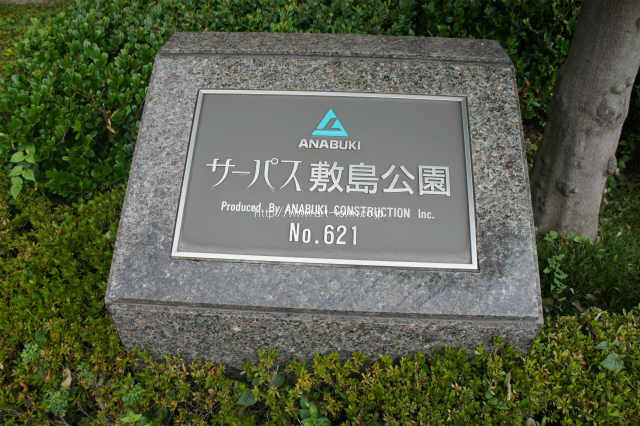 ANABUKI
サーパス敷島公園
Produced By ANABUKI CONSTRUCTION Inc.
No.621